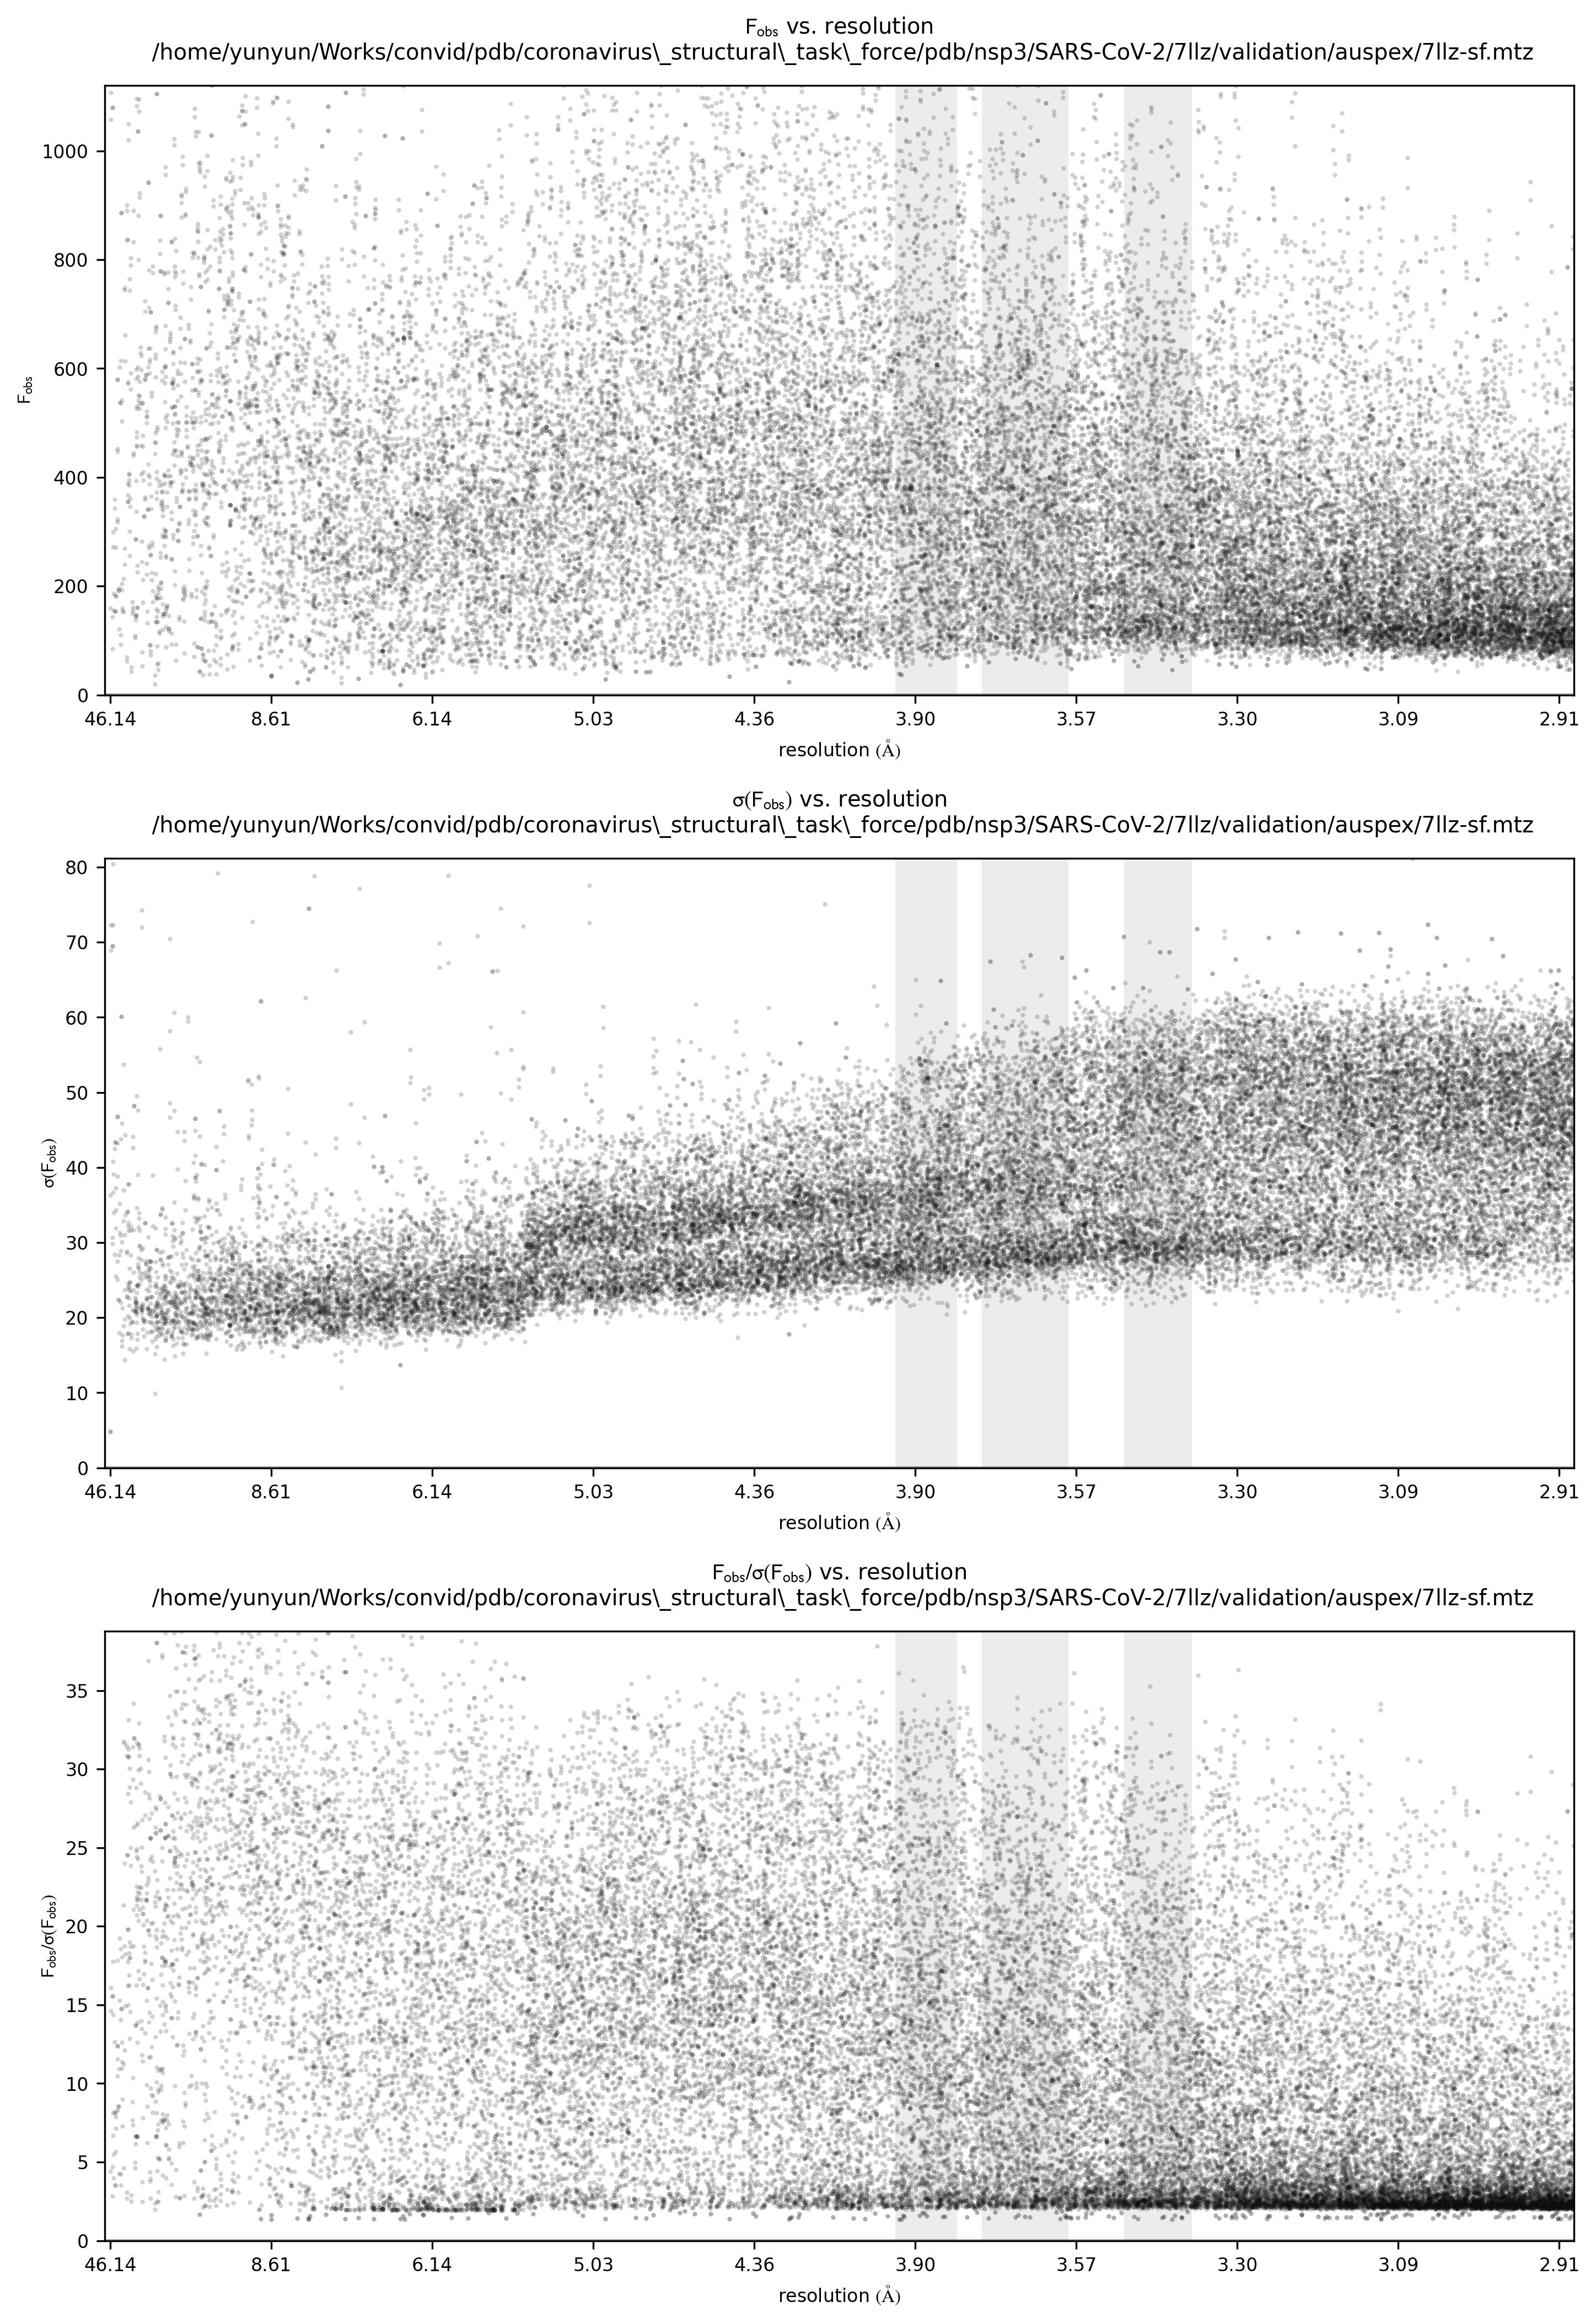 F_obs vs. resolution
/home/yunyun/Works/convid/pdb/coronavirus\_structural\_task\_force/pdb/nsp3/SARS-CoV-2/7llz/validation/auspex/7llz-sf.mtz
1000
800
600
400
200
0
F_obs
46.14 8.61 6.14 5.03 4.36 3.90 3.57 3.30 3.09 2.91
resolution (Å)
σ(F_obs) vs. resolution
/home/yunyun/Works/convid/pdb/coronavirus\_structural\_task\_force/pdb/nsp3/SARS-CoV-2/7llz/validation/auspex/7llz-sf.mtz
80
70
60
50
40
30
20
10
0
σ(F_obs)
46.14 8.61 6.14 5.03 4.36 3.90 3.57 3.30 3.09 2.91
resolution (Å)
F_obs/σ(F_obs) vs. resolution
/home/yunyun/Works/convid/pdb/coronavirus\_structural\_task\_force/pdb/nsp3/SARS-CoV-2/7llz/validation/auspex/7llz-sf.mtz
35
30
25
20
15
10
5
0
F_obs/σ(F_obs)
46.14 8.61 6.14 5.03 4.36 3.90 3.57 3.30 3.09 2.91
resolution (Å)